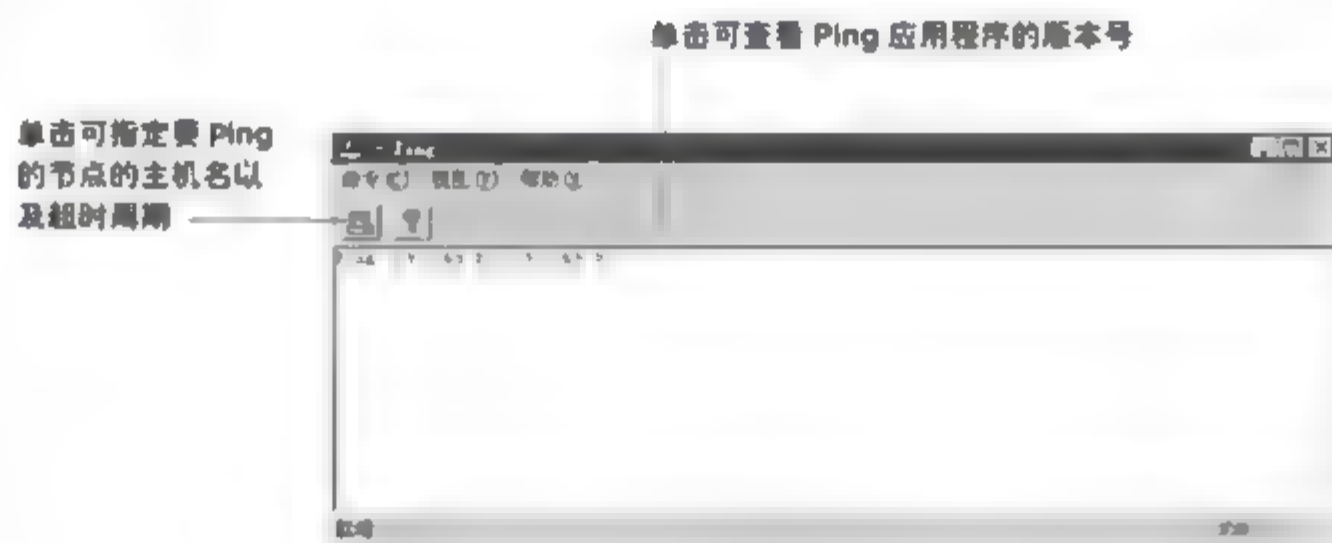 单击可查看 Ping 应用程序的版本号
单击可指定要 Ping
的节点的主机名以
及超时周期
- Ping
命令(C) 视图(V) 帮助(H)